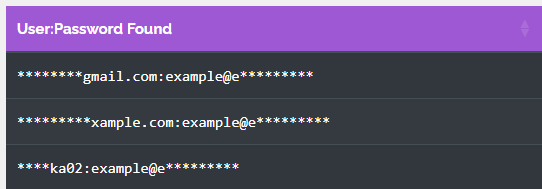 User:Password Found
********gmail.com:example@e*********
*********xample.com:example@e*********
****ka02:example@e*********